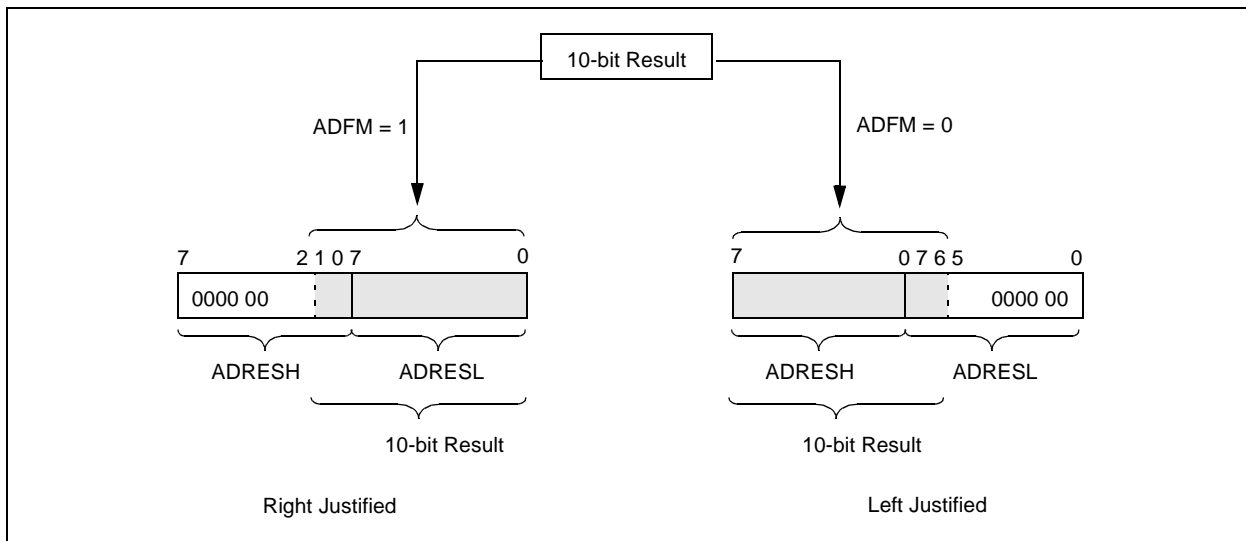 10-bit Result
ADFM = 1
ADFM = 0
7 2 1 0 7 0
7 0 7 6 5 0
0000 00
0000 00
ADRESH ADRESL
ADRESH ADRESL
10-bit Result
10-bit Result
Right Justified
Left Justified